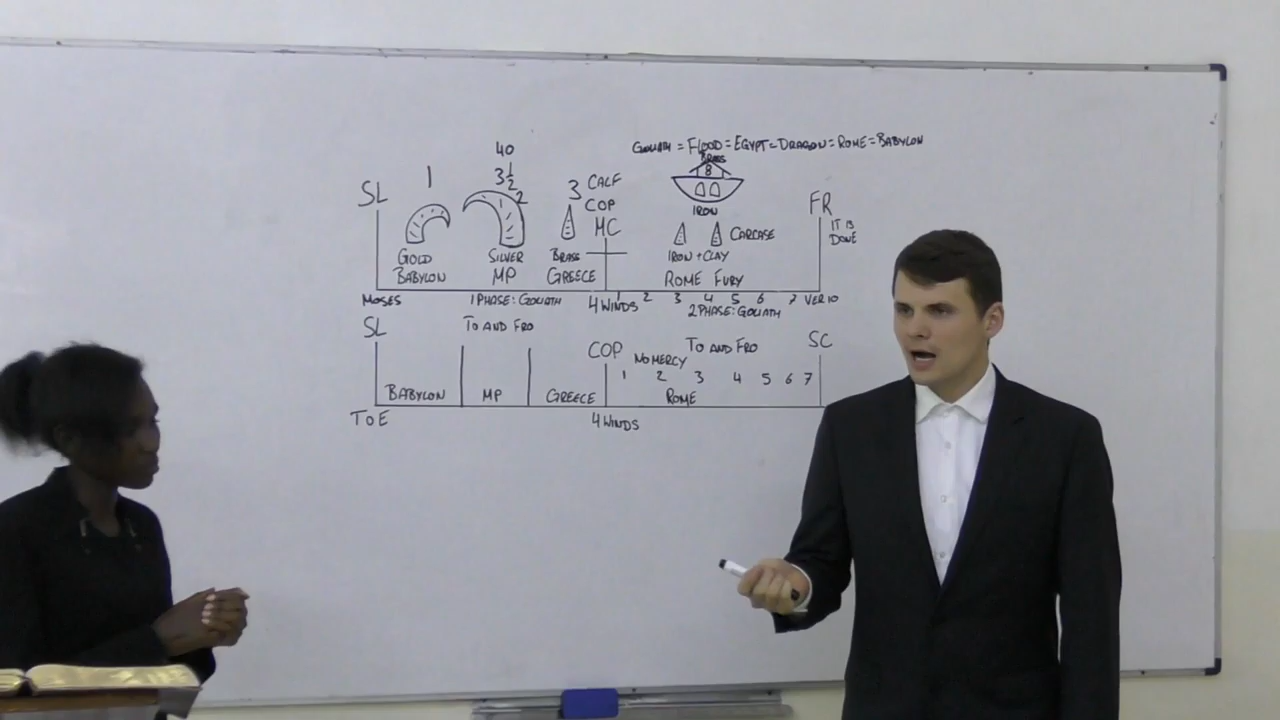 GOLIATH = FLOOD = EGYPT = DRAGON = ROME = BABYLON
40
3½
2
1
3 CALF
COP
MC
BRASS
8
IRON
SL
FR
IT IS
DONE
CARCASE
GOLD
SILVER
BRASS
IRON + CLAY
BABYLON MP GREECE ROME FURY
MOSES 1 PHASE: GOLIATH 4 WINDS 1 2 3 4 5 6 7 VER 10
2 PHASE: GOLIATH
SL TO AND FRO COP NO MERCY TO AND FRO SC
1 2 3 4 5 6 7
BABYLON MP GREECE ROME
T O E 4 WINDS